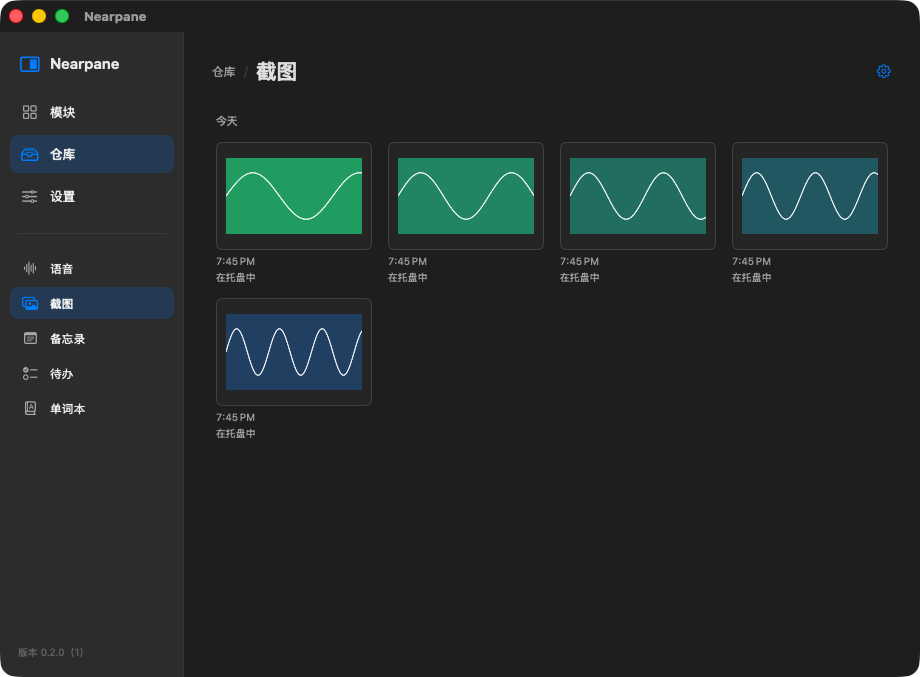 Nearpane
Nearpane
模块
仓库
设置
语音
截图
备忘录
待办
单词本
版本 0.2.0 (1)
仓库 / 截图
今天
7:45 PM
在托盘中
7:45 PM
在托盘中
7:45 PM
在托盘中
7:45 PM
在托盘中
7:45 PM
在托盘中